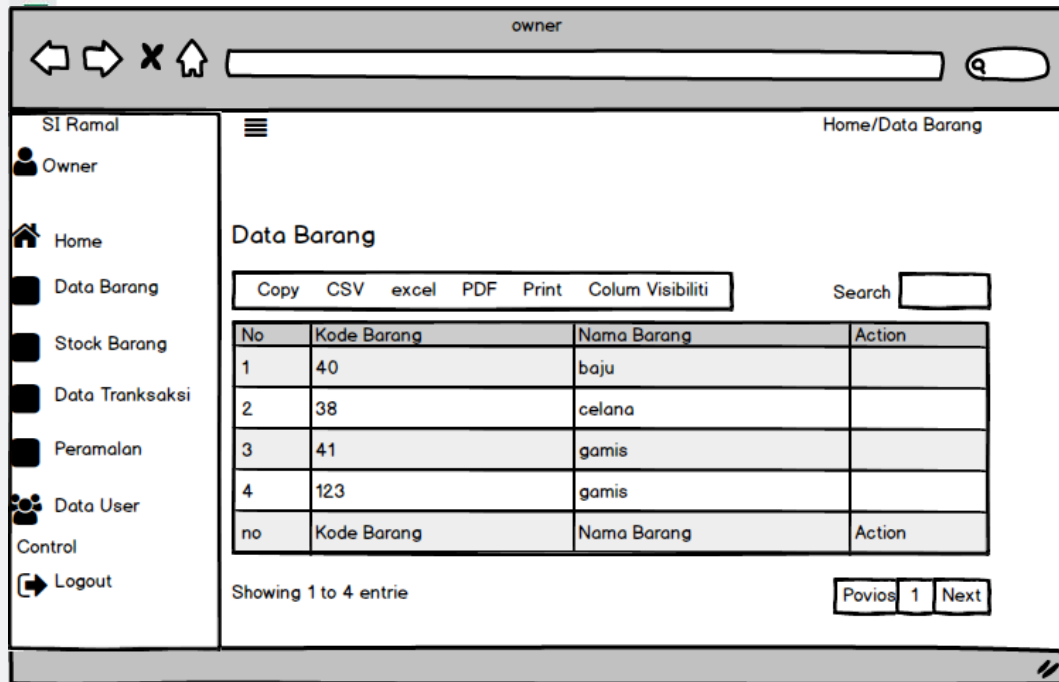 owner
SI Ramal
Home/Data Barang
Owner
Home
Data Barang
Stock Barang
Data Tranksaksi
Peramalan
Data User
Control
Logout
Data Barang
Copy CSV excel PDF Print Colum Visibiliti
Search
No Kode Barang Nama Barang Action
1 40 baju
2 38 celana
3 41 gamis
4 123 gamis
no Kode Barang Nama Barang Action
Showing 1 to 4 entrie
Povios 1 Next